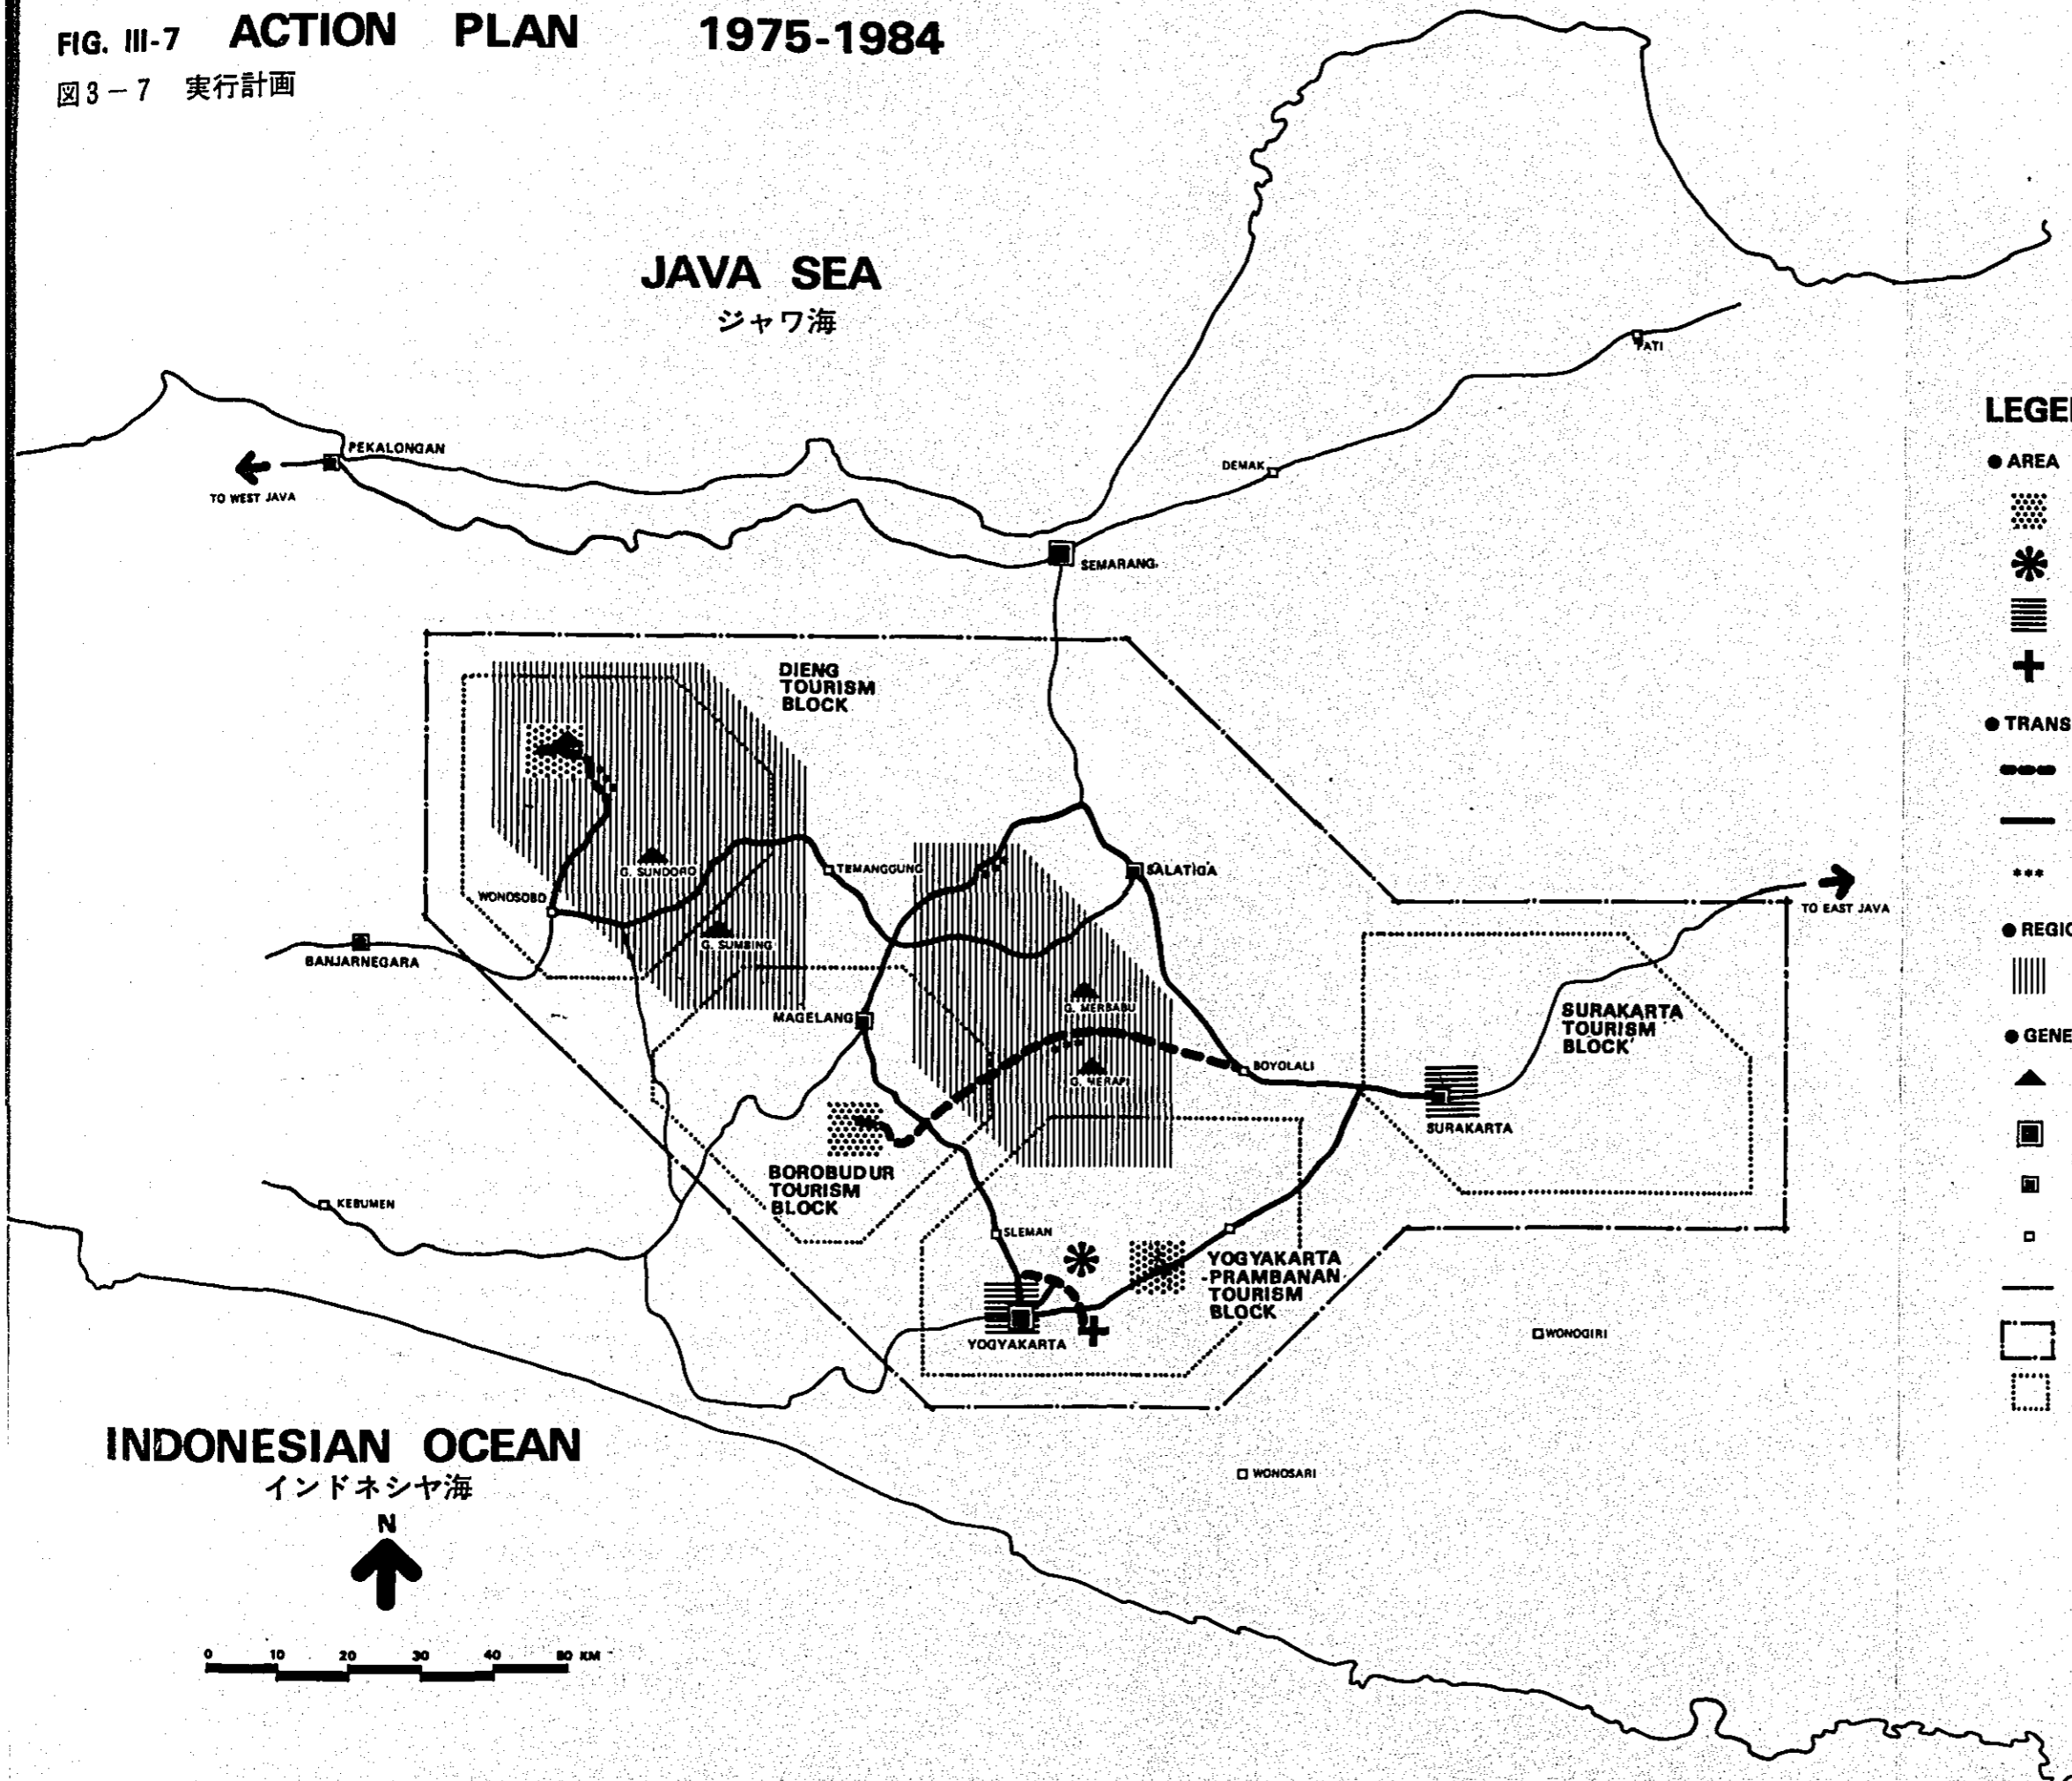 FIG. III-7 ACTION PLAN 1975-1984
図3-7 実行計画
JAVA SEA
ジャワ海
PATI
LEGE
● AREA
PEKALONGAN
TO WEST JAVA
DEMAK
SEMARANG
DIENG
TOURISM
BLOCK
● TRANS
G. SUNDORO
TEMANGGUNG
SALATIGA
WONOSOBO
TO EAST JAVA
G. SUMBING
BANJARNEGARA
● REGIO
MAGELANG
G. MERBABU
SURAKARTA
TOURISM
BLOCK
● GENE
BOYOLALI
G. MERAPI
SURAKARTA
BOROBUDUR
TOURISM
BLOCK
KEBUMEN
SLEMAN
YOGYAKARTA
-PRAMBANAN
TOURISM
BLOCK
YOGYAKARTA
WONOGIRI
INDONESIAN OCEAN
インドネシヤ海
WONOSARI
N
0 10 20 30 40 50 KM